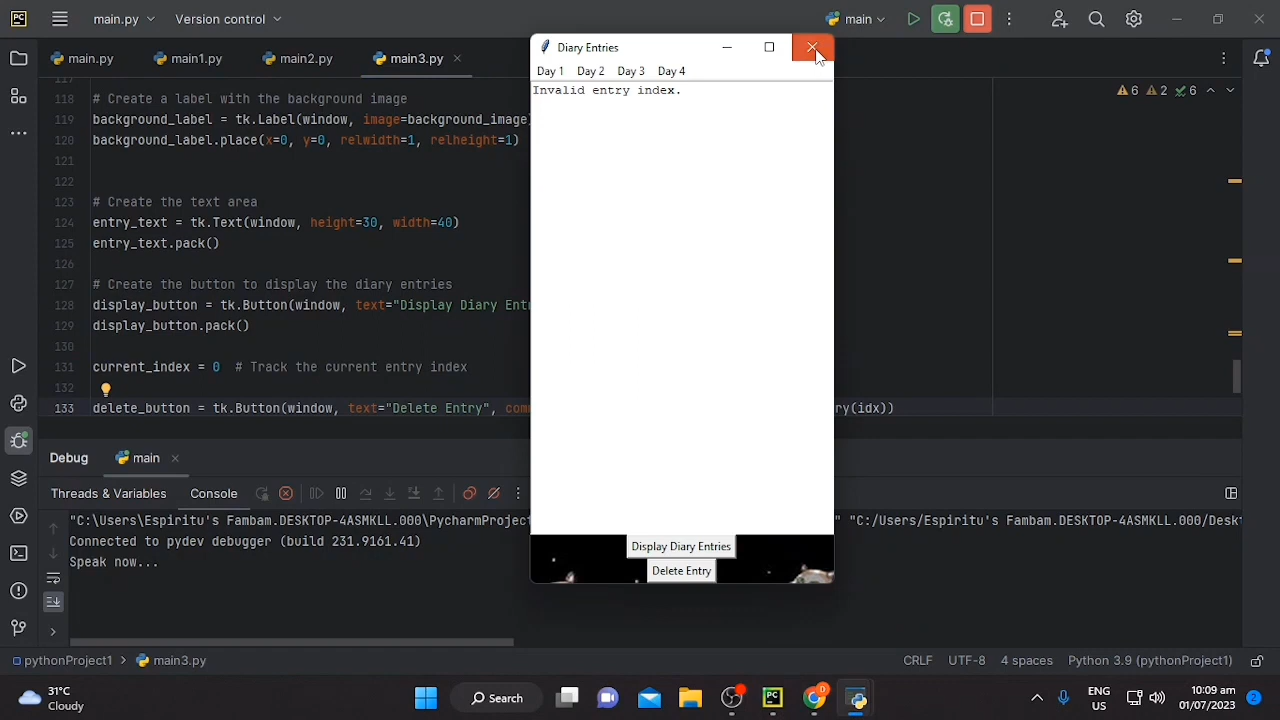 PC main.py Version control main
main.py main1.py main2.py main3.py
Diary Entries
Day 1 Day 2 Day 3 Day 4
Invalid entry index.
6 2 6
117
118 # Create a label with the background image
119 background_label = tk.Label(window, image=background_image
120 background_label.place(x=0, y=0, relwidth=1, relheight=1)
121
122
123 # Create the text area
124 entry_text = tk.Text(window, height=30, width=40)
125 entry_text.pack()
126
127 # Create the button to display the diary entries
128 display_button = tk.Button(window, text="Display Diary Ent
129 display_button.pack()
130
131 current_index = 0 # Track the current entry index
132
133 delete_button = tk.Button(window, text="Delete Entry", com ry(idx))
Debug main
Threads & Variables Console
"C:\Users\Espiritu's Fambam.DESKTOP-4ASMKLL.000\PycharmProject " "C:/Users/Espiritu's Fambam.DESKTOP-4ASMKLL.000/Deskt
Connected to pydev debugger (build 231.9161.41)
Speak now...
Display Diary Entries
Delete Entry
pythonProject1 > main3.py CRLF UTF-8 4 spaces Python 3.9 (pythonProject1)
31°C
Cloudy
Search
ENG
US
10:09 am
01/07/2023
2